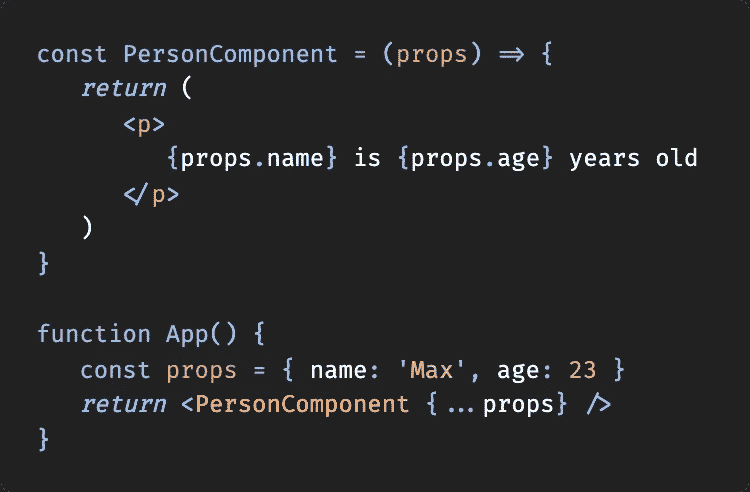 const PersonComponent = (props) => {
return (
<p>
{props.name} is {props.age} years old
</p>
)
}
function App() {
const props = { name: 'Max', age: 23 }
return <PersonComponent {...props} />
}